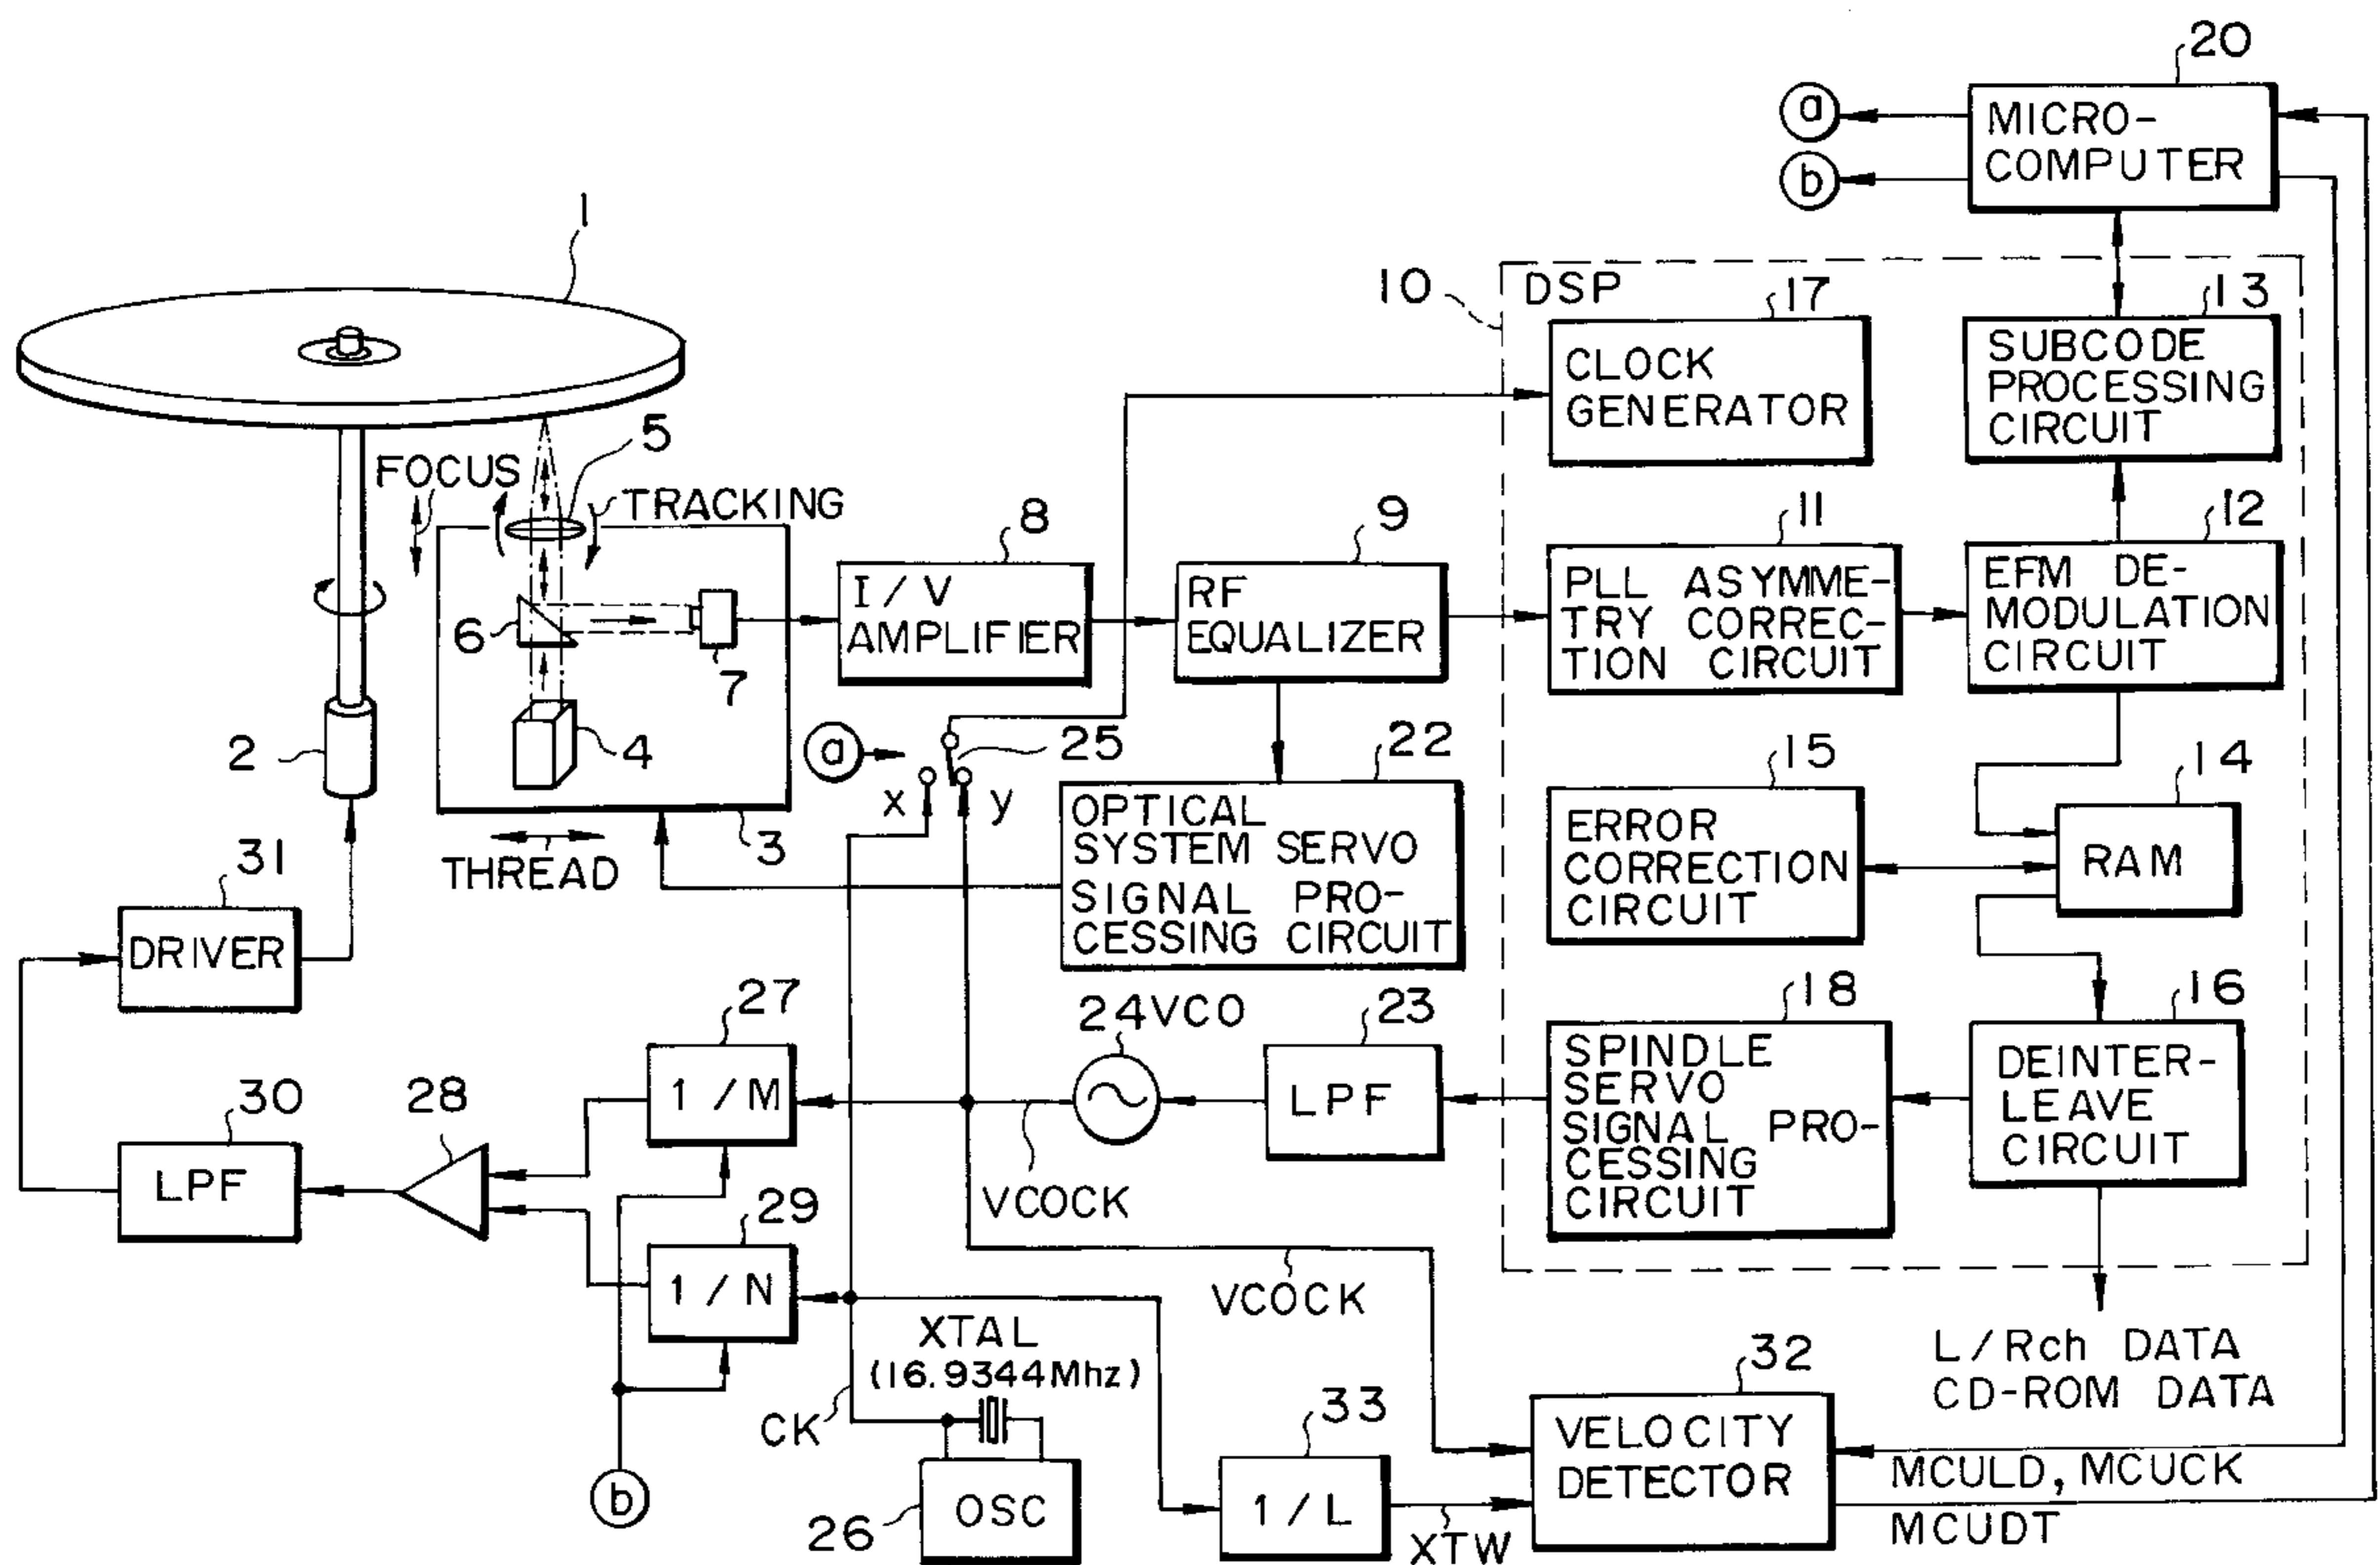 20
a
MICRO-
COMPUTER
b
1
10
DSP
17
CLOCK
GENERATOR
13
SUBCODE
PROCESSING
CIRCUIT
FOCUS
5
TRACKING
8
I/V
AMPLIFIER
9
RF
EQUALIZER
11
PLL ASYMME-
TRY CORREC-
TION CIRCUIT
12
EFM DE-
MODULATION
CIRCUIT
6
7
2
4
a
25
x
y
22
OPTICAL
SYSTEM SERVO
SIGNAL PRO-
CESSING CIRCUIT
15
ERROR
CORRECTION
CIRCUIT
14
RAM
3
THREAD
31
DRIVER
27
1/M
24VCO
23
LPF
18
SPINDLE
SERVO
SIGNAL PRO-
CESSING
CIRCUIT
16
DEINTER-
LEAVE
CIRCUIT
30
LPF
28
VCOCK
29
1/N
VCOCK
XTAL
(16.9344Mhz)
CK
L/Rch DATA
CD-ROM DATA
33
1/L
32
VELOCITY
DETECTOR
MCULD, MCUCK
MCUDT
b
26
OSC
XTW